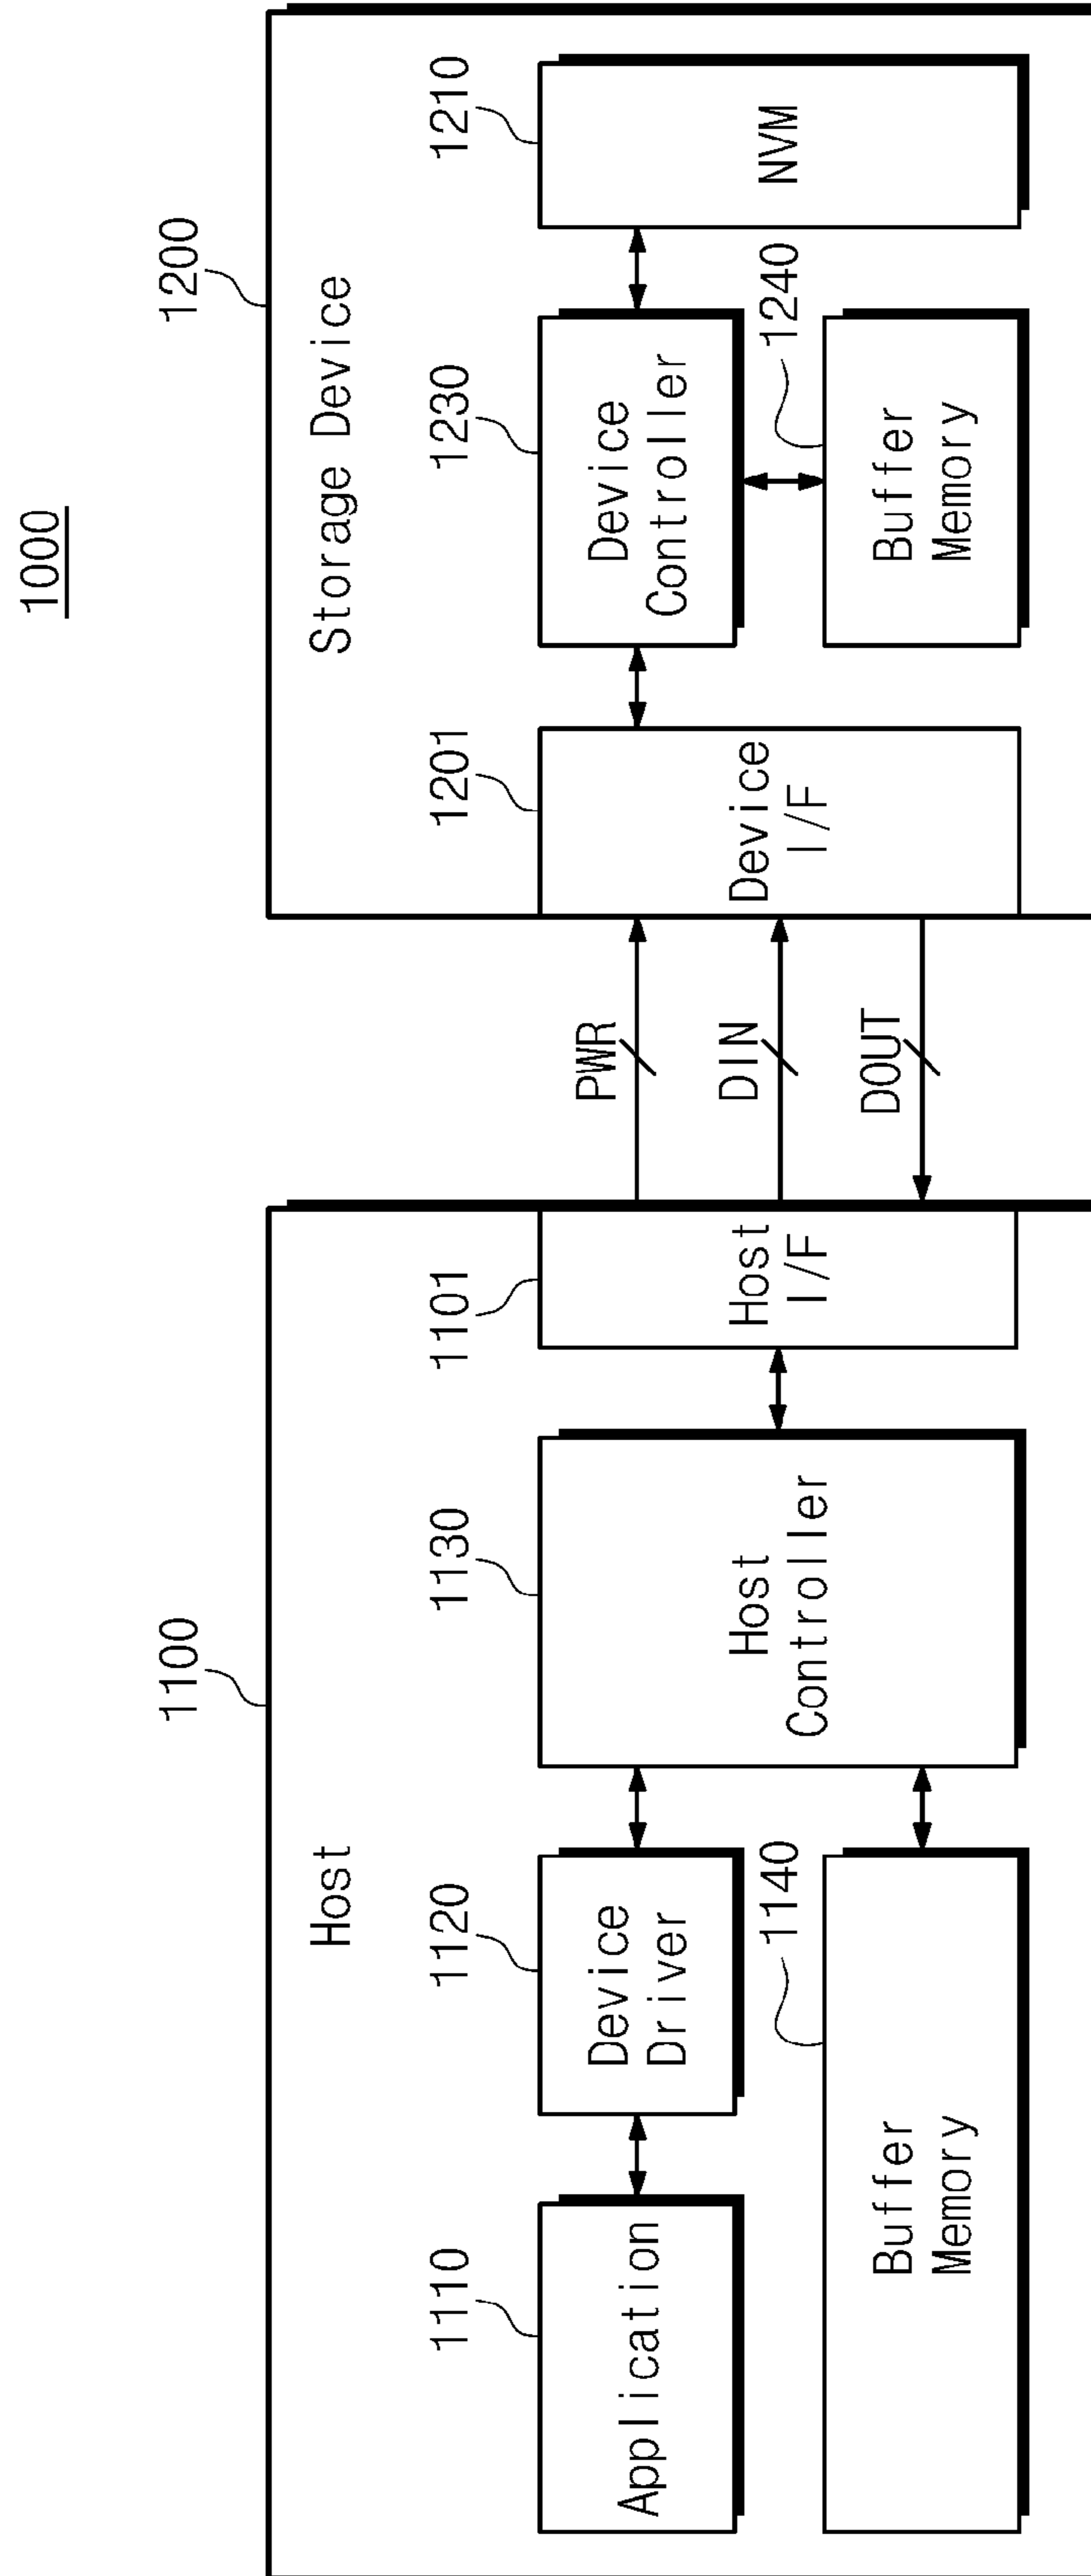 1000
1100
1200
Host
Storage Device
1110
1120
1130
1101
1201
1230
1210
Application
Device
Driver
Host
Controller
Host
I/F
PWR
DIN
DOUT
Device
I/F
Device
Controller
NVM
1140
1240
Buffer
Memory
Buffer
Memory